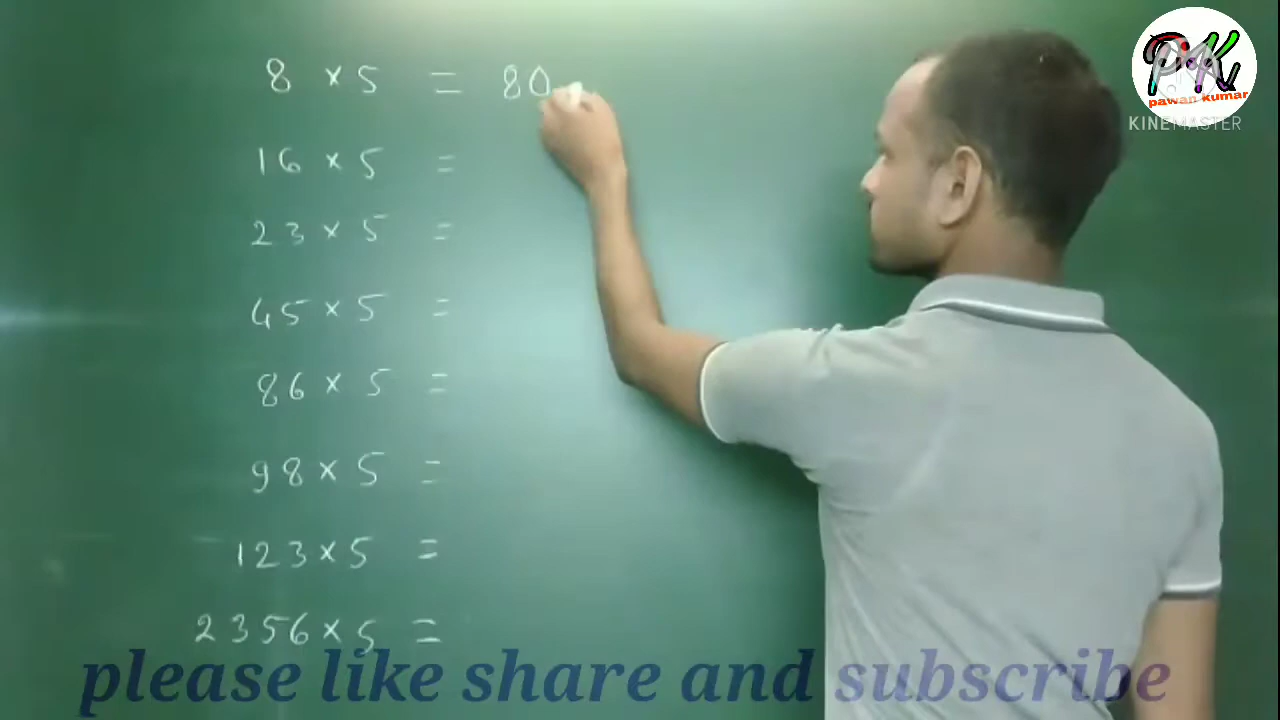 8 × 5 = 80
16 × 5 =
23 × 5 =
45 × 5 =
86 × 5 =
98 × 5 =
123 × 5 =
2356 × 5 =
please like share and subscribe
PK
pawan kumar
KINEMASTER